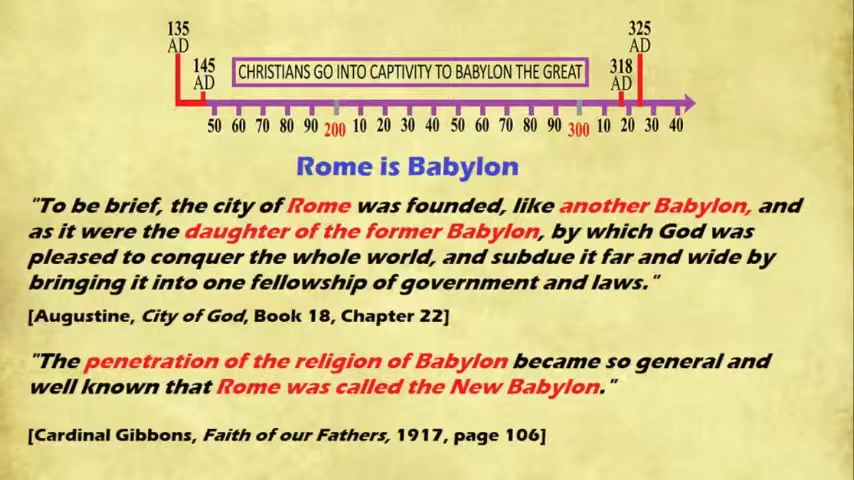 135 AD
325 AD
145 AD
CHRISTIANS GO INTO CAPTIVITY TO BABYLON THE GREAT
318 AD
50 60 70 80 90 200 10 20 30 40 50 60 70 80 90 300 10 20 30 40
Rome is Babylon
"To be brief, the city of Rome was founded, like another Babylon, and
as it were the daughter of the former Babylon, by which God was
pleased to conquer the whole world, and subdue it far and wide by
bringing it into one fellowship of government and laws."
[Augustine, City of God, Book 18, Chapter 22]
"The penetration of the religion of Babylon became so general and
well known that Rome was called the New Babylon."
[Cardinal Gibbons, Faith of our Fathers, 1917, page 106]